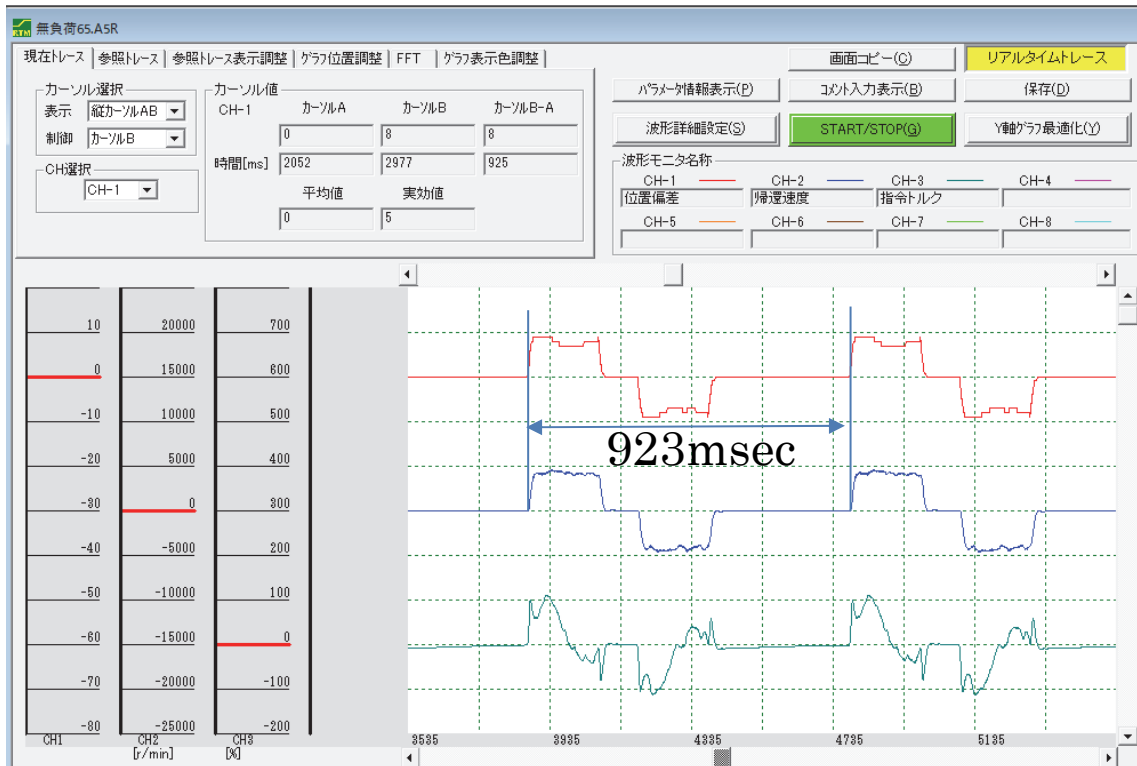 RTM 無負荷65.A5R
現在トレース 参照トレース 参照トレース表示調整 グラフ位置調整 FFT グラフ表示色調整
画面コピー(C) リアルタイムトレース
カーソル選択
表示 縦カーソルAB
制御 カーソルB
CH選択
CH-1
カーソル値
CH-1 カーソルA カーソルB カーソルB-A
0 8 8
時間[ms] 2052 2977 925
平均値 実効値
0 5
パラメータ情報表示(P) コメント入力表示(B) 保存(D)
波形詳細設定(S) START/STOP(G) Y軸グラフ最適化(Y)
波形モニタ名称
CH-1 CH-2 CH-3 CH-4
位置偏差 帰還速度 指令トルク
CH-5 CH-6 CH-7 CH-8
10 20000 700
0 15000 600
-10 10000 500
-20 5000 400
-30 0 300
-40 -5000 200
-50 -10000 100
-60 -15000 0
-70 -20000 -100
-80 -25000 -200
CH1 CH2 CH3
[r/min] [%]
923msec
3535 3935 4335 4735 5135